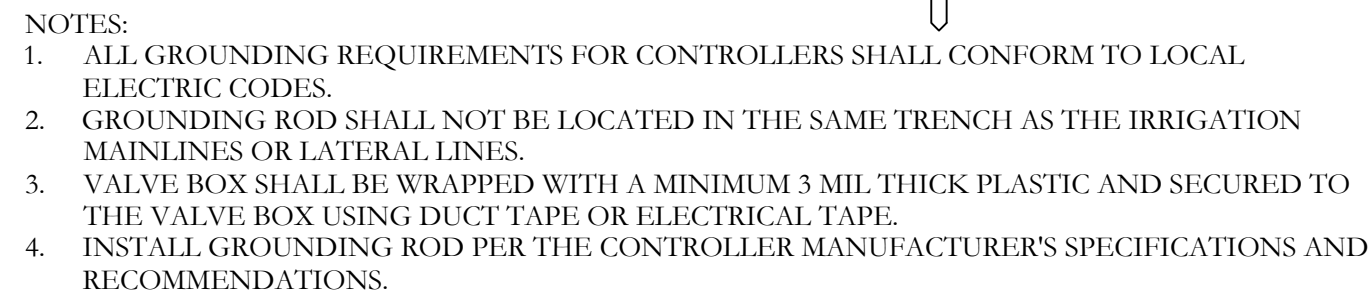 NOTES:
1. ALL GROUNDING REQUIREMENTS FOR CONTROLLERS SHALL CONFORM TO LOCAL
ELECTRIC CODES.
2. GROUNDING ROD SHALL NOT BE LOCATED IN THE SAME TRENCH AS THE IRRIGATION
MAINLINES OR LATERAL LINES.
3. VALVE BOX SHALL BE WRAPPED WITH A MINIMUM 3 MIL THICK PLASTIC AND SECURED TO
THE VALVE BOX USING DUCT TAPE OR ELECTRICAL TAPE.
4. INSTALL GROUNDING ROD PER THE CONTROLLER MANUFACTURER'S SPECIFICATIONS AND
RECOMMENDATIONS.